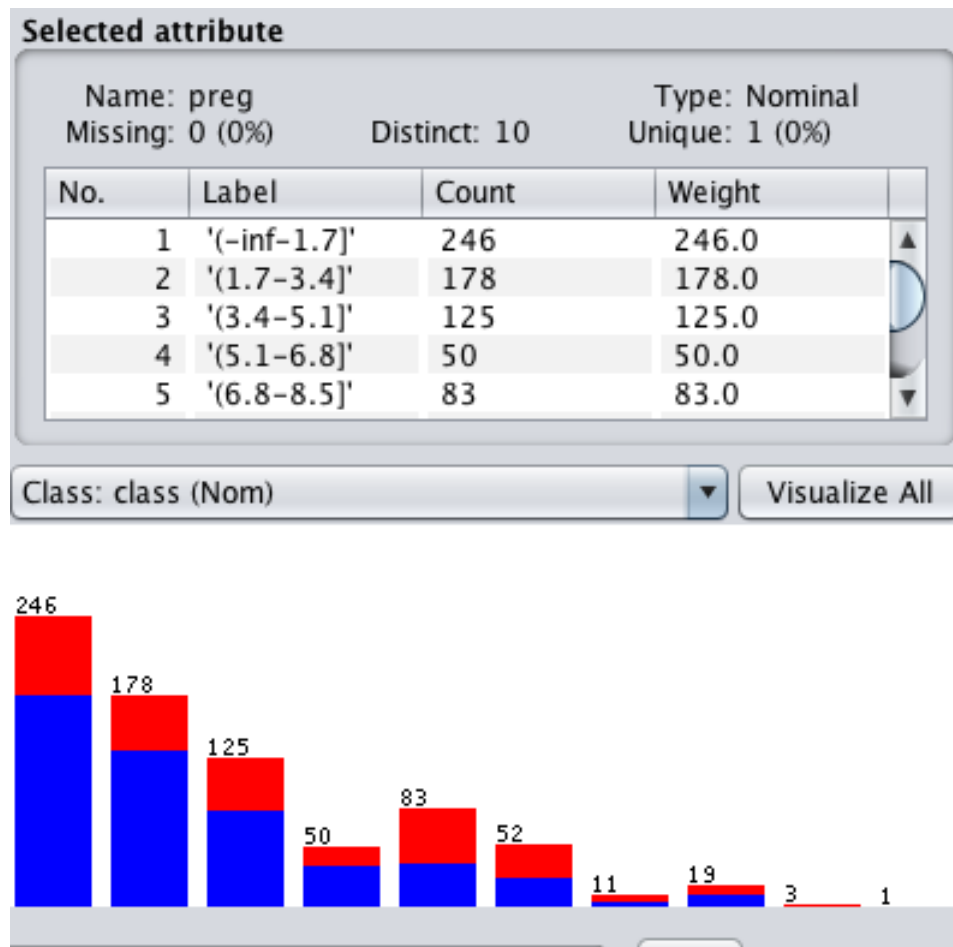 Selected attribute
Name: preg Type: Nominal
Missing: 0 (0%) Distinct: 10 Unique: 1 (0%)
No. Label Count Weight
1 '(-inf-1.7]' 246 246.0
2 '(1.7-3.4]' 178 178.0
3 '(3.4-5.1]' 125 125.0
4 '(5.1-6.8]' 50 50.0
5 '(6.8-8.5]' 83 83.0
Class: class (Nom) Visualize All
246
178
125
50
83
52
11
19
3
1